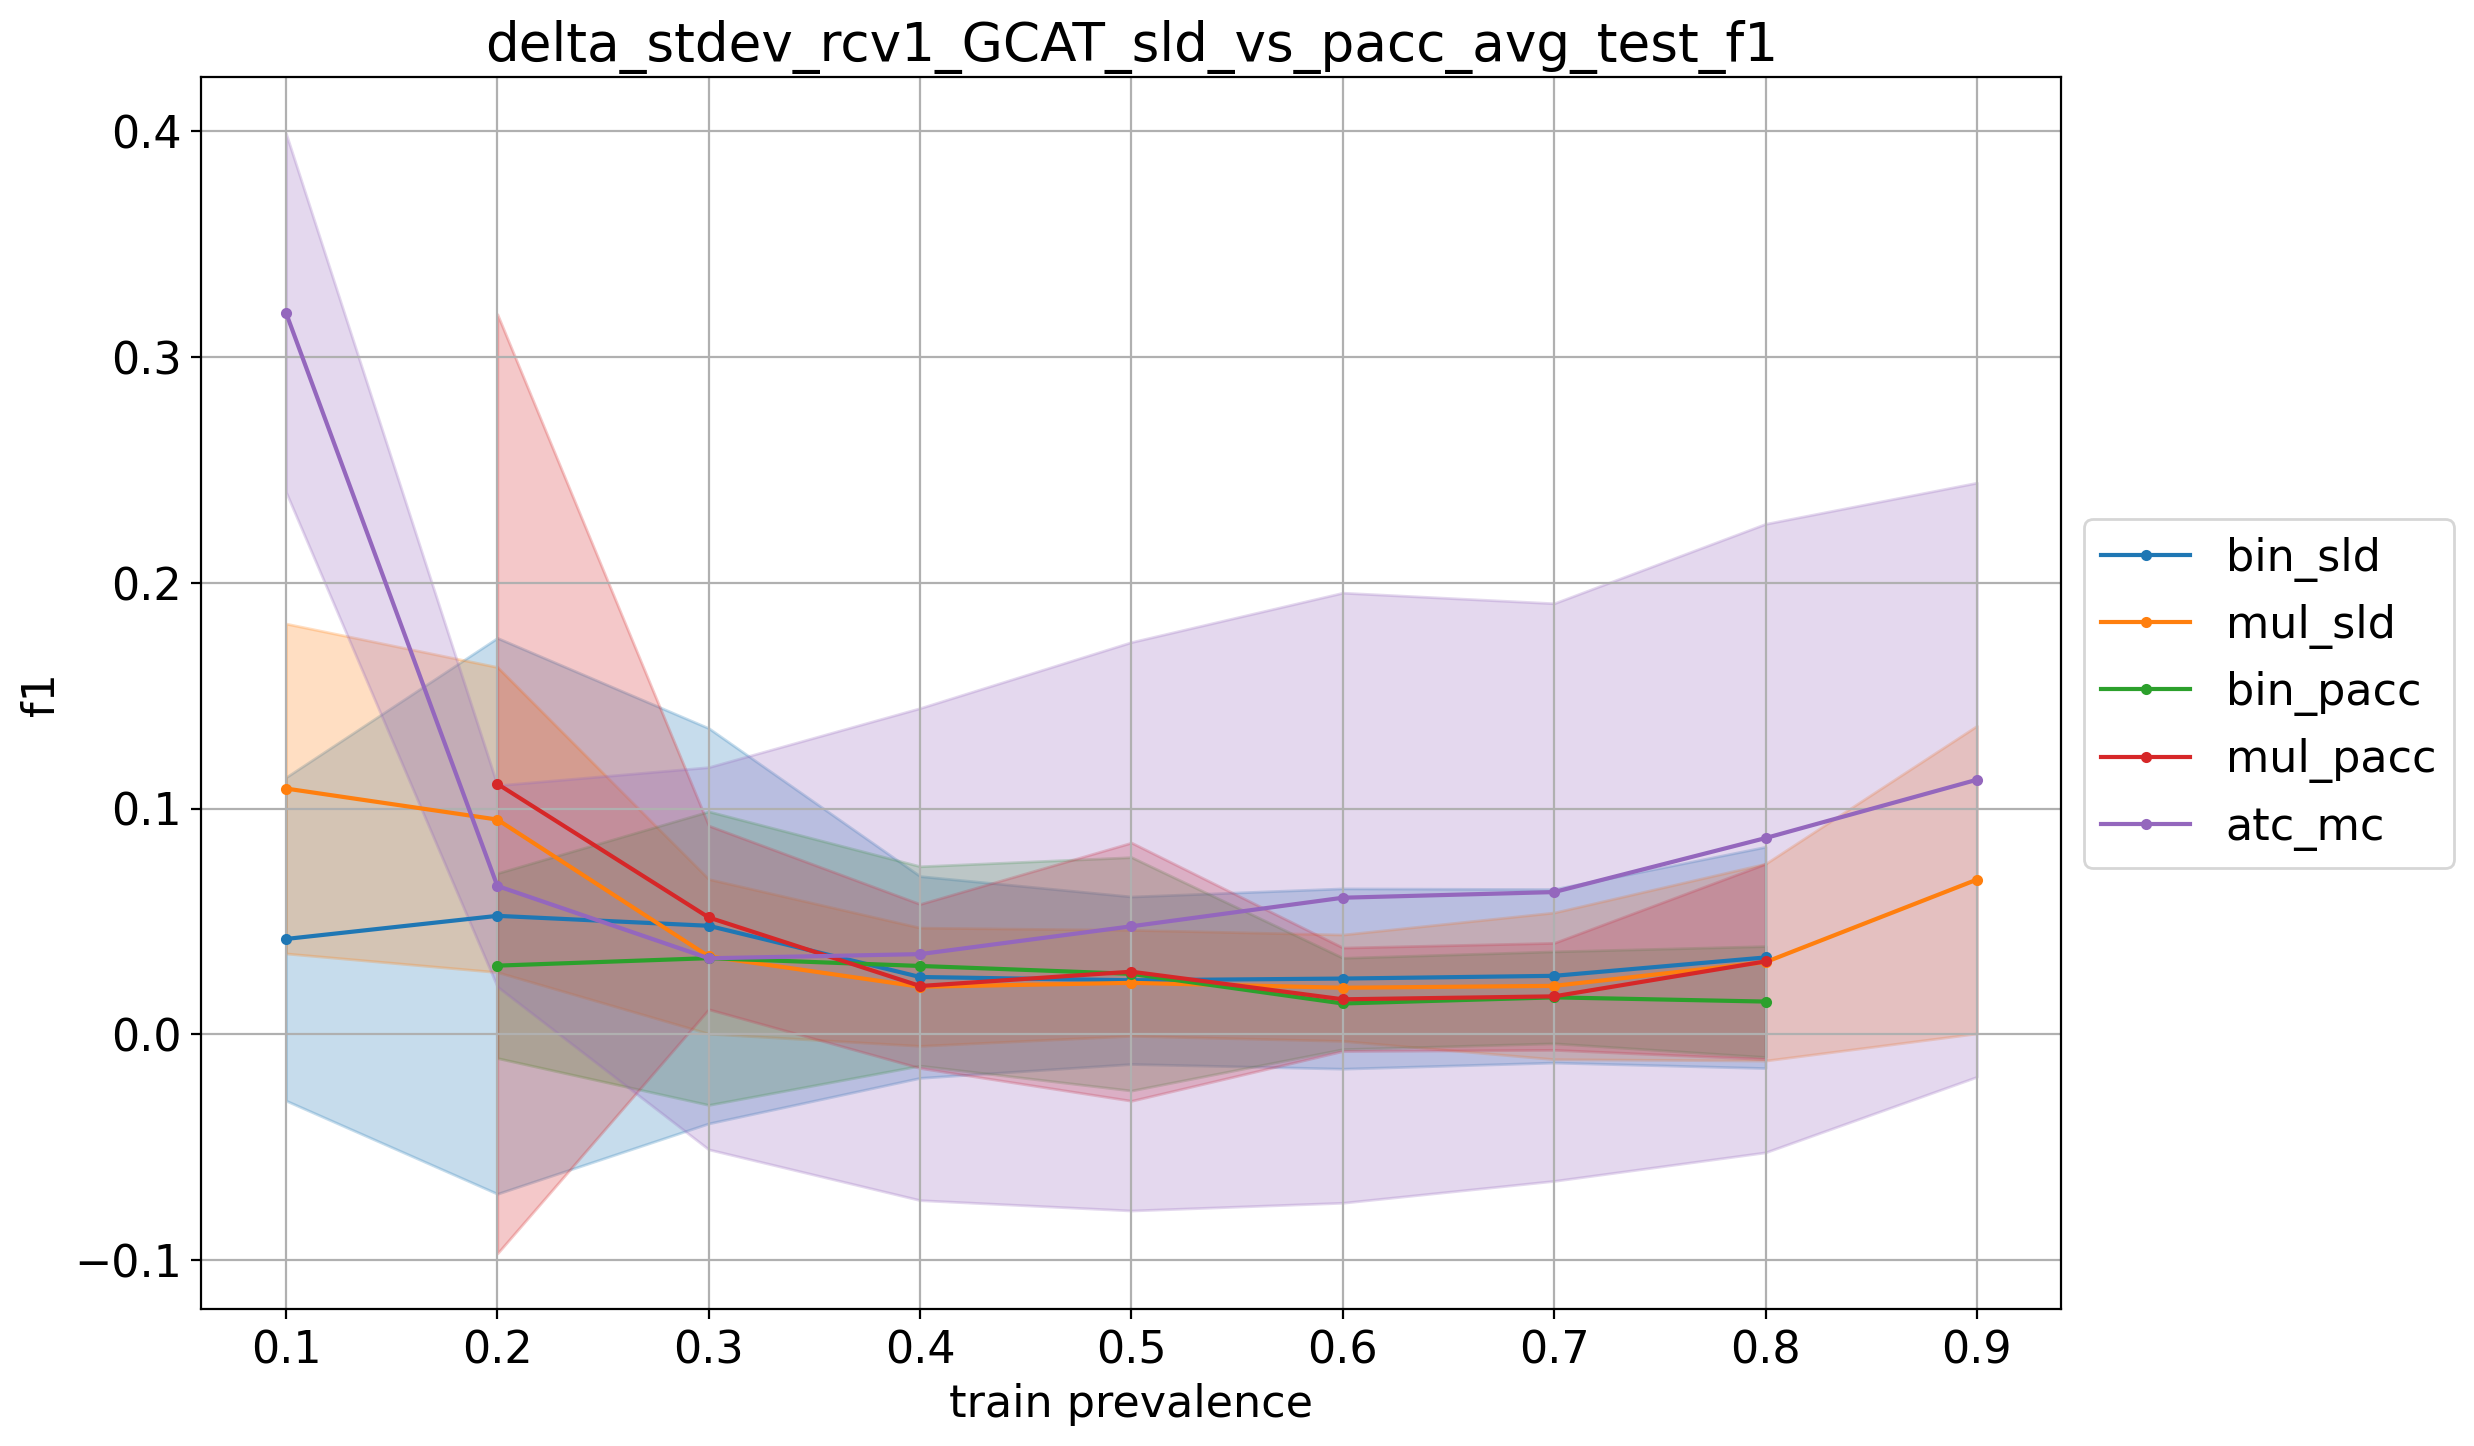 delta_stdev_rcv1_GCAT_sld_vs_pacc_avg_test_f1
0.4
0.3
0.2
0.1
0.0
−0.1
f1
0.1 0.2 0.3 0.4 0.5 0.6 0.7 0.8 0.9
train prevalence
bin_sld
mul_sld
bin_pacc
mul_pacc
atc_mc